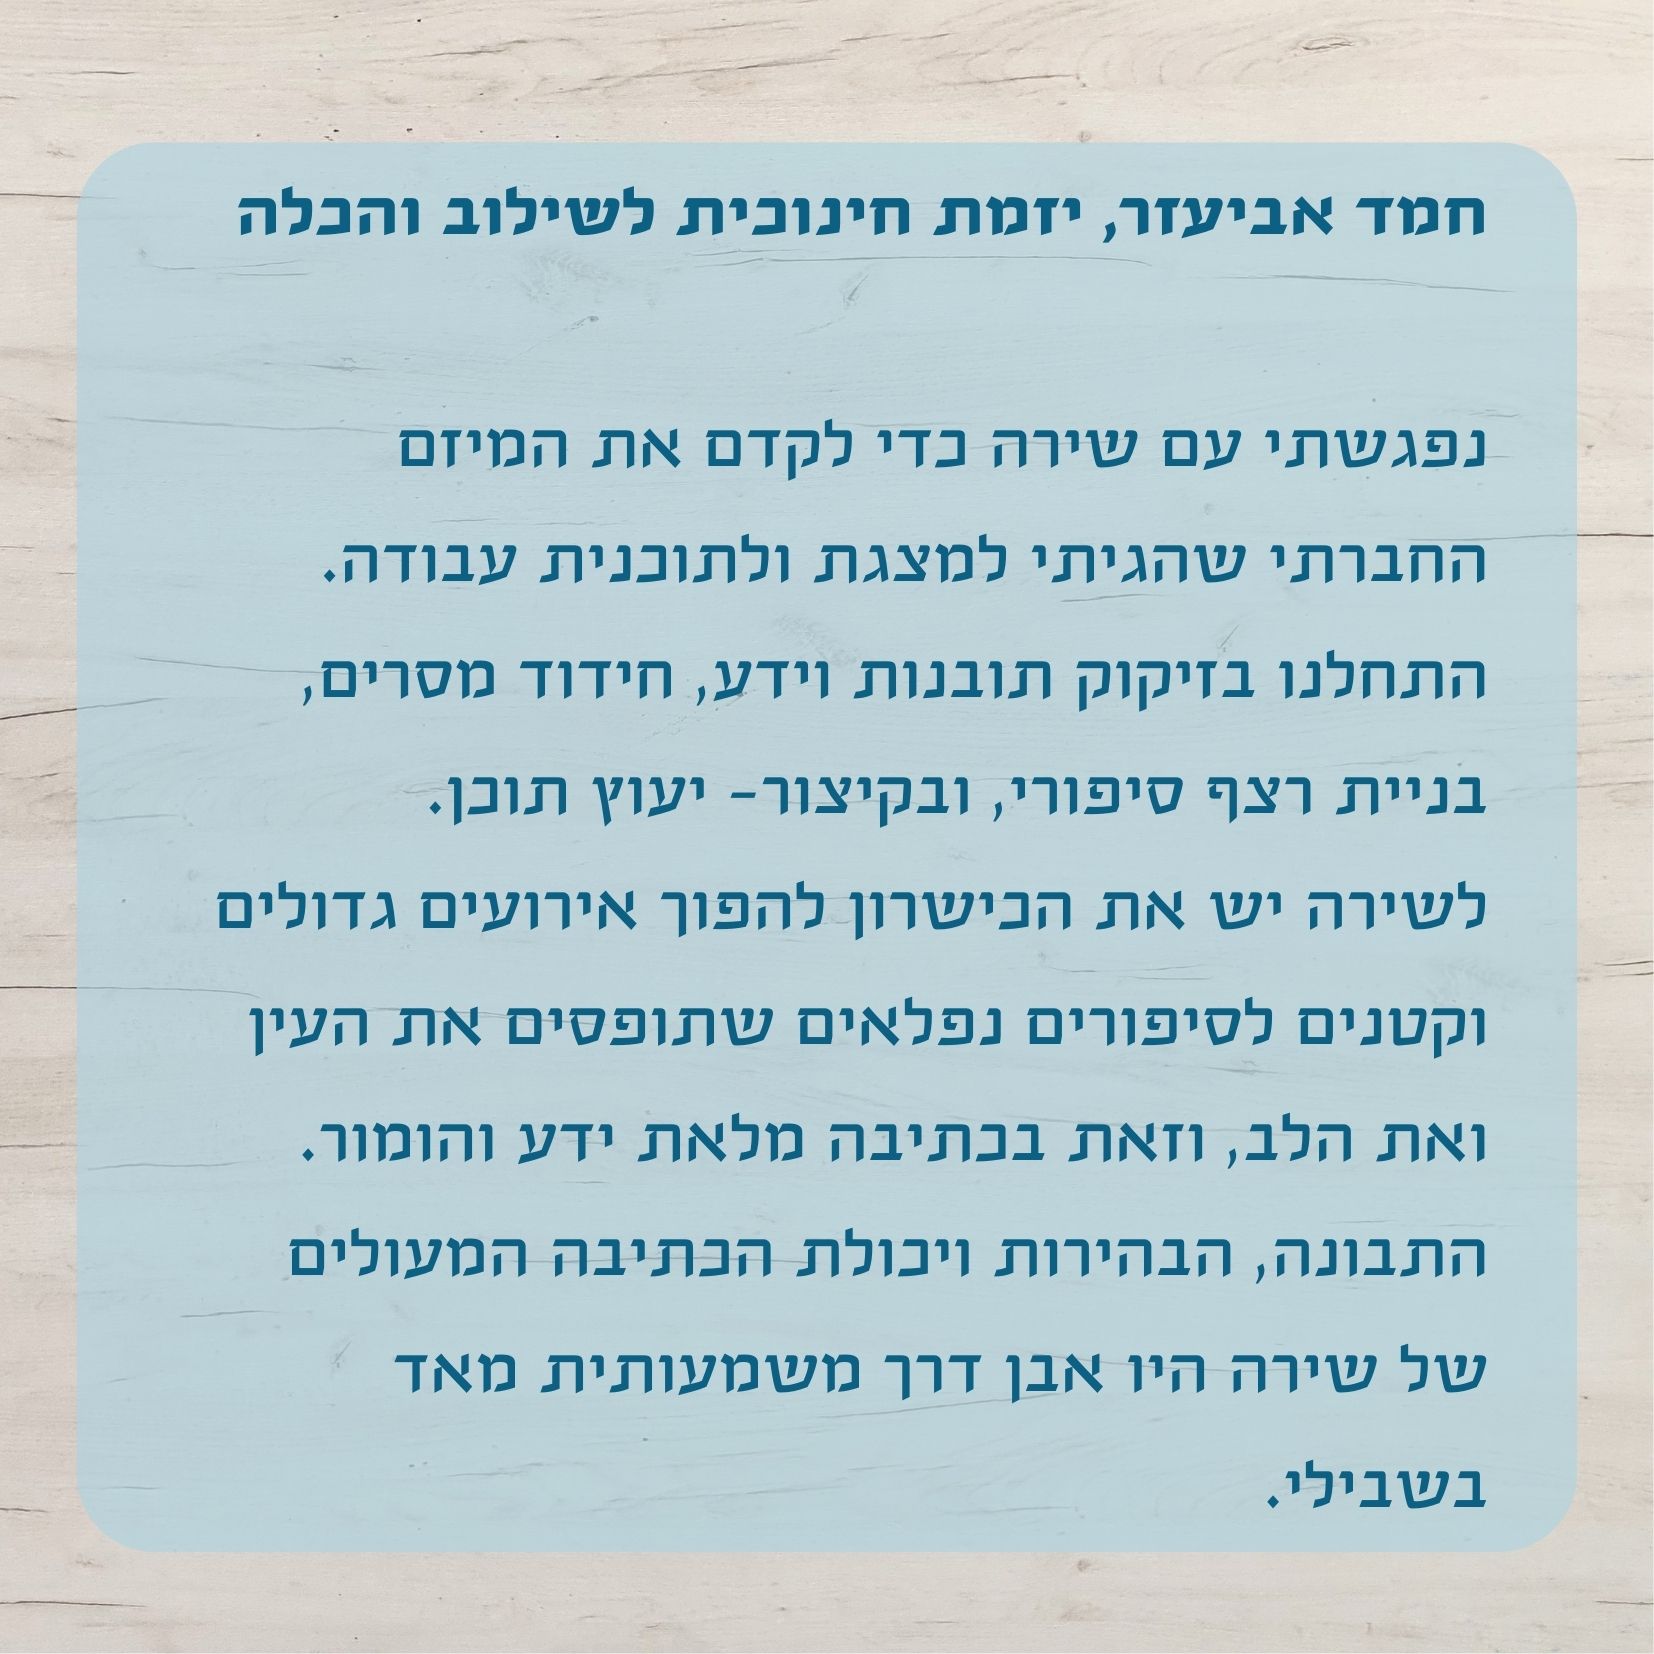 חמד אביעזר, יזמת חינוכית לשילוב והכלה
נפגשתי עם שירה כדי לקדם את המיזם
החברתי שהגיתי למצגת ולתוכנית עבודה.
התחלנו בזיקוק תובנות וידע, חידוד מסרים,
בניית רצף סיפורי, ובקיצור- יעוץ תוכן.
לשירה יש את הכישרון להפוך אירועים גדולים
וקטנים לסיפורים נפלאים שתופסים את העין
ואת הלב, וזאת בכתיבה מלאת ידע והומור.
התבונה, הבהירות ויכולת הכתיבה המעולים
של שירה היו אבן דרך משמעותית מאד
בשבילי.